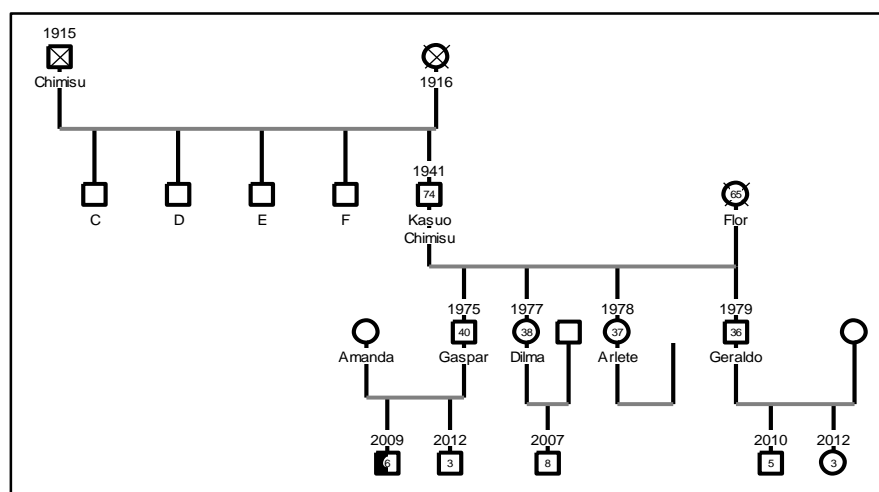 1915
Chimisu
1916
C
D
E
F
1941
74
Kasuo
Chimisu
65
Flor
1975
1977
1978
1979
40
38
37
36
Amanda
Gaspar
Dilma
Arlete
Geraldo
2009
2012
2007
2010
2012
6
3
8
5
3